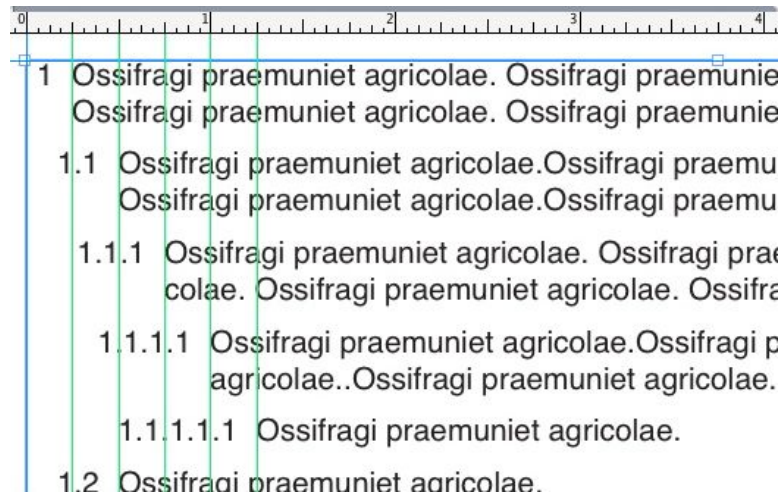 0 1 2 3 4
1 Ossifragi praemuniet agricolae. Ossifragi praemunie
Ossifragi praemuniet agricolae. Ossifragi praemunie
1.1 Ossifragi praemuniet agricolae.Ossifragi praemu
Ossifragi praemuniet agricolae.Ossifragi praemu
1.1.1 Ossifragi praemuniet agricolae. Ossifragi prae
colae. Ossifragi praemuniet agricolae. Ossifra
1.1.1.1 Ossifragi praemuniet agricolae.Ossifragi p
agricolae..Ossifragi praemuniet agricolae.
1.1.1.1.1 Ossifragi praemuniet agricolae.
1.2 Ossifragi praemuniet agricolae.